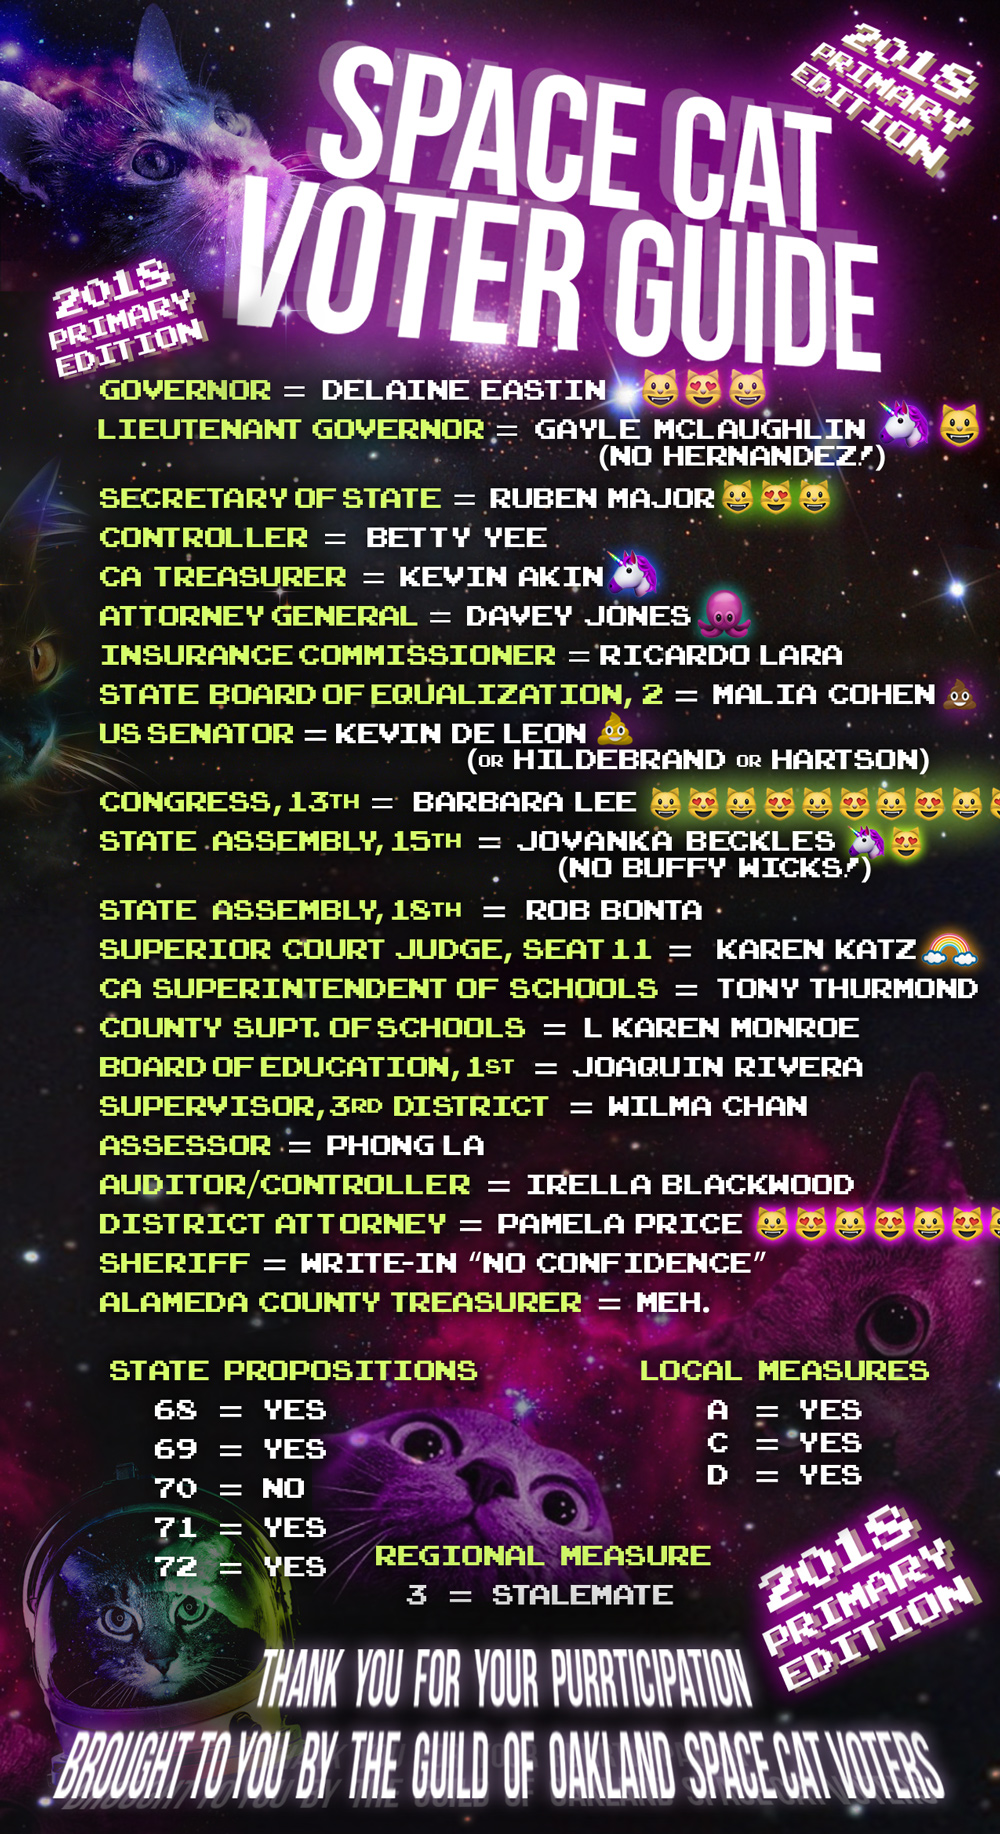 SPACE CAT
VOTER GUIDE
2018
PRIMARY
EDITION
2018
PRIMARY
EDITION
GOVERNOR = DELAINE EASTIN 😺😻😺
LIEUTENANT GOVERNOR = GAYLE MCLAUGHLIN 🦄😺
(NO HERNANDEZ!)
SECRETARY OF STATE = RUBEN MAJOR 😺😻😺
CONTROLLER = BETTY YEE
CA TREASURER = KEVIN AKIN 🦄
ATTORNEY GENERAL = DAVEY JONES 🐙
INSURANCE COMMISSIONER = RICARDO LARA
STATE BOARD OF EQUALIZATION, 2 = MALIA COHEN 💩
US SENATOR = KEVIN DE LEON 💩
(OR HILDEBRAND OR HARTSON)
CONGRESS, 13TH = BARBARA LEE 😺😻😺😻😺😻😺😻😺😻
STATE ASSEMBLY, 15TH = JOVANKA BECKLES 🦄😻
(NO BUFFY WICKS!)
STATE ASSEMBLY, 18TH = ROB BONTA
SUPERIOR COURT JUDGE, SEAT 11 = KAREN KATZ 🌈
CA SUPERINTENDENT OF SCHOOLS = TONY THURMOND
COUNTY SUPT. OF SCHOOLS = L KAREN MONROE
BOARD OF EDUCATION, 1ST = JOAQUIN RIVERA
SUPERVISOR, 3RD DISTRICT = WILMA CHAN
ASSESSOR = PHONG LA
AUDITOR/CONTROLLER = IRELLA BLACKWOOD
DISTRICT ATTORNEY = PAMELA PRICE 😺😻😺😻😺😻😺
SHERIFF = WRITE-IN "NO CONFIDENCE"
ALAMEDA COUNTY TREASURER = MEH.
STATE PROPOSITIONS
68 = YES
69 = YES
70 = NO
71 = YES
72 = YES
LOCAL MEASURES
A = YES
C = YES
D = YES
REGIONAL MEASURE
3 = STALEMATE
2018
PRIMARY
EDITION
THANK YOU FOR YOUR PURRTICIPATION
BROUGHT TO YOU BY THE GUILD OF OAKLAND SPACE CAT VOTERS